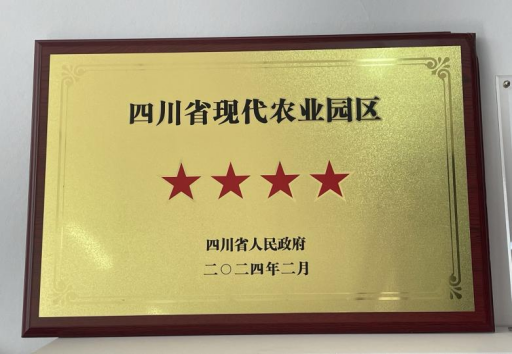 四川省现代农业园区
★★★★
四川省人民政府
二〇二四年二月